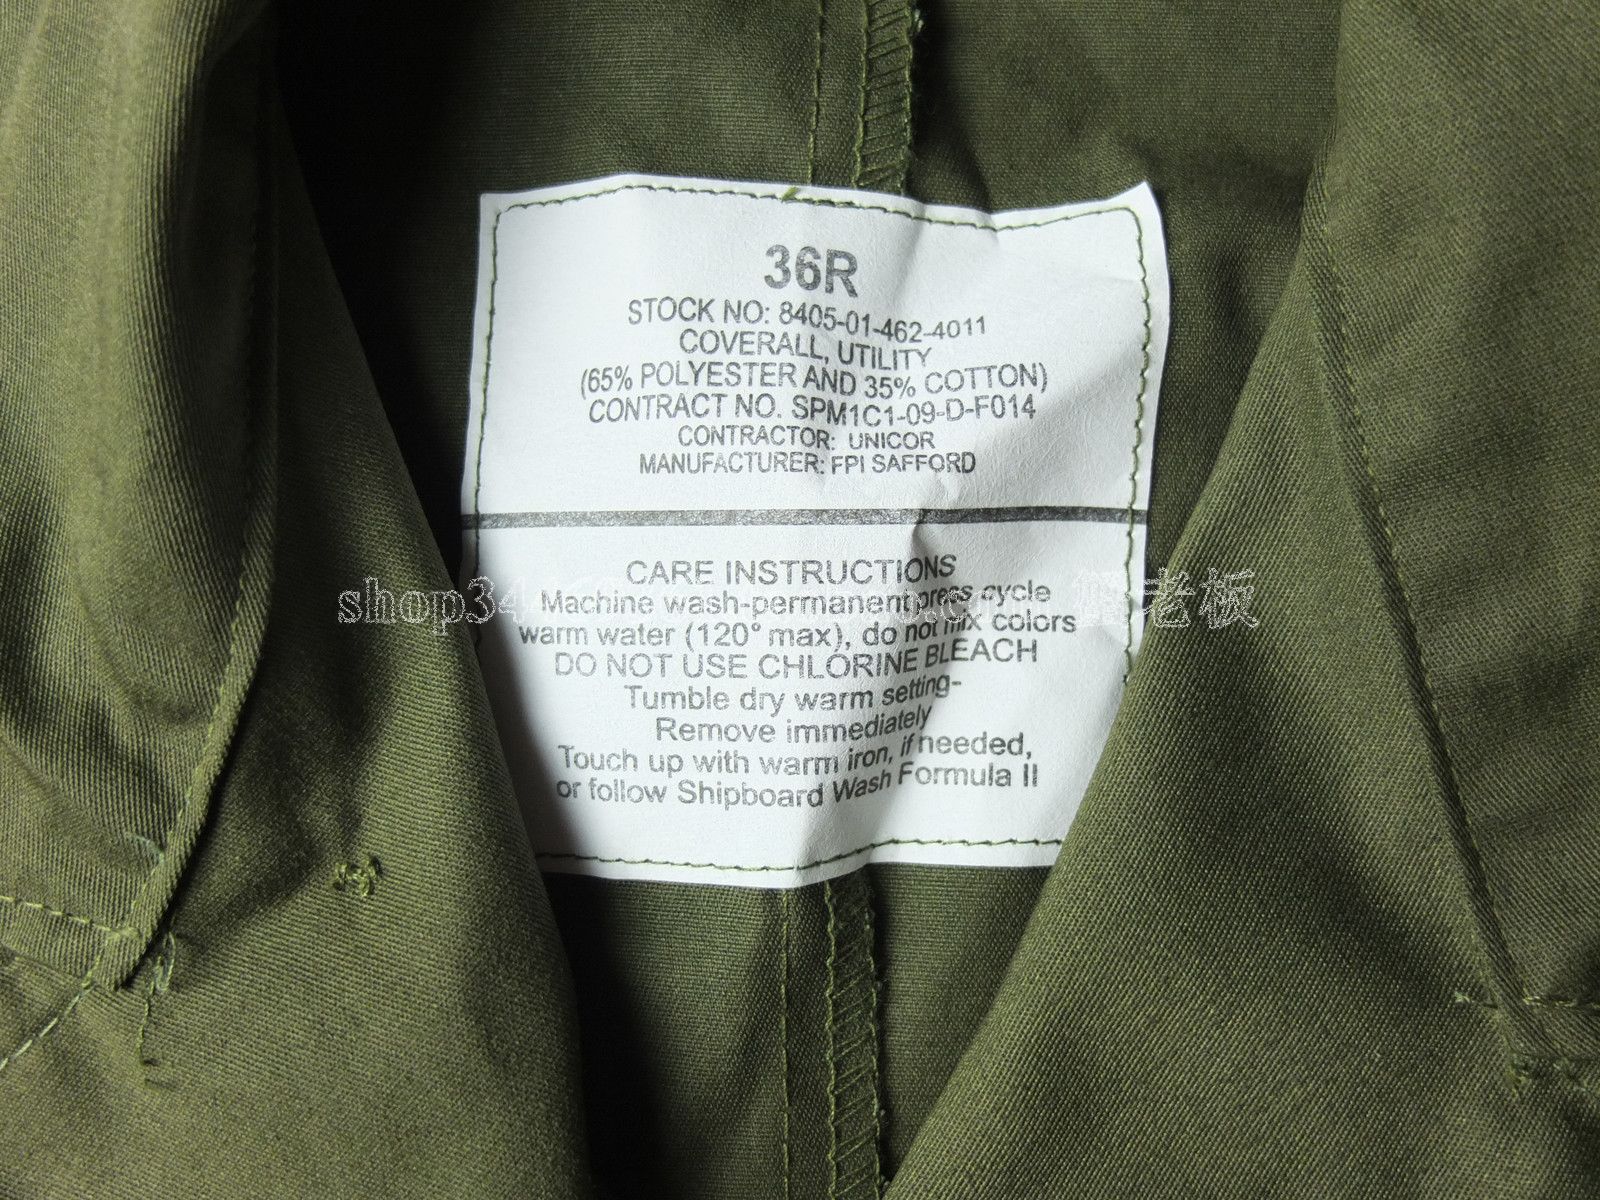 36R
STOCK NO: 8405-01-462-4011
COVERALL, UTILITY
(65% POLYESTER AND 35% COTTON)
CONTRACT NO. SPM1C1-09-D-F014
CONTRACTOR: UNICOR
MANUFACTURER: FPI SAFFORD
CARE INSTRUCTIONS
Machine wash-permanent press cycle
warm water (120° max), do not mix colors
DO NOT USE CHLORINE BLEACH
Tumble dry warm setting-
Remove immediately
Touch up with warm iron, if needed,
or follow Shipboard Wash Formula II
老板